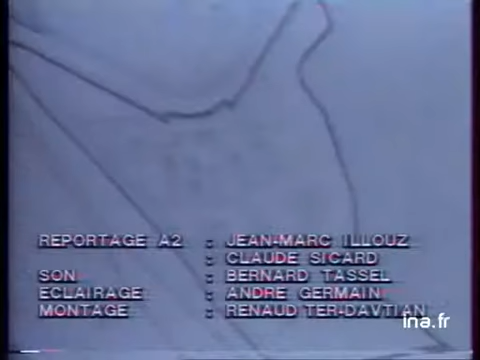 REPORTAGE A2 : JEAN-MARC ILLOUZ
: CLAUDE SICARD
SON : BERNARD TASSEL
ECLAIRAGE : ANDRE GERMAIN
MONTAGE : RENAUD TER-DAVTIAN
ina.fr